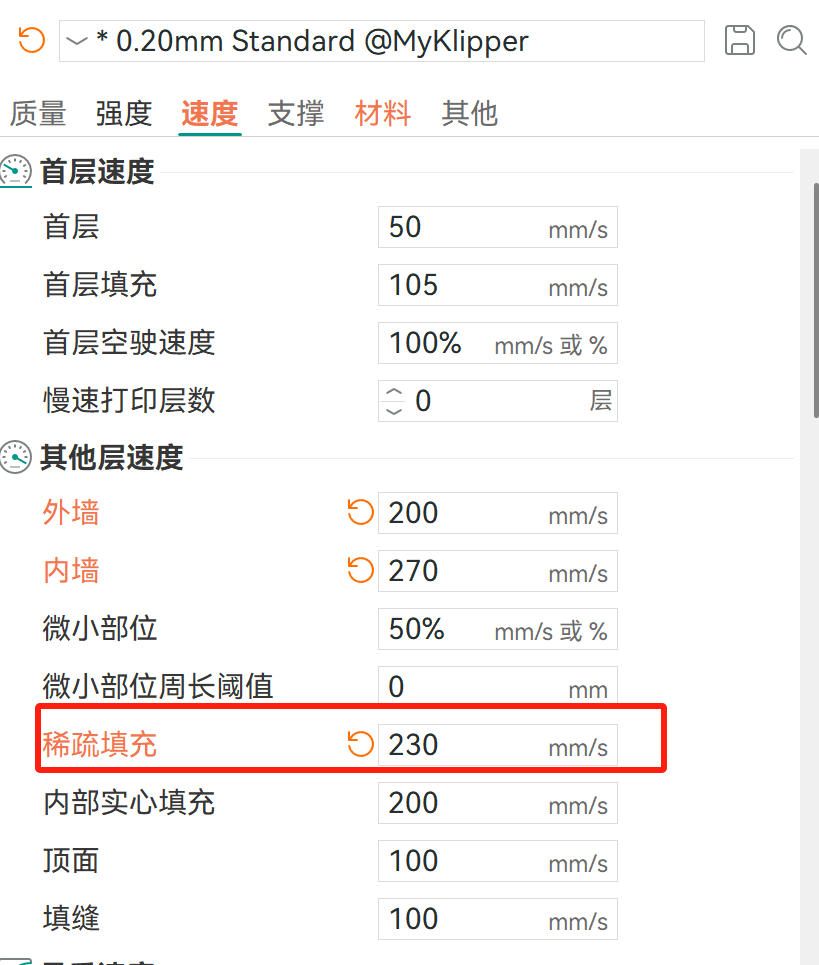 * 0.20mm Standard @MyKlipper
质量 强度 速度 支撑 材料 其他
首层速度
首层 50 mm/s
首层填充 105 mm/s
首层空驶速度 100% mm/s 或 %
慢速打印层数 0 层
其他层速度
外墙 200 mm/s
内墙 270 mm/s
微小部位 50% mm/s 或 %
微小部位周长阈值 0 mm
稀疏填充 230 mm/s
内部实心填充 200 mm/s
顶面 100 mm/s
填缝 100 mm/s